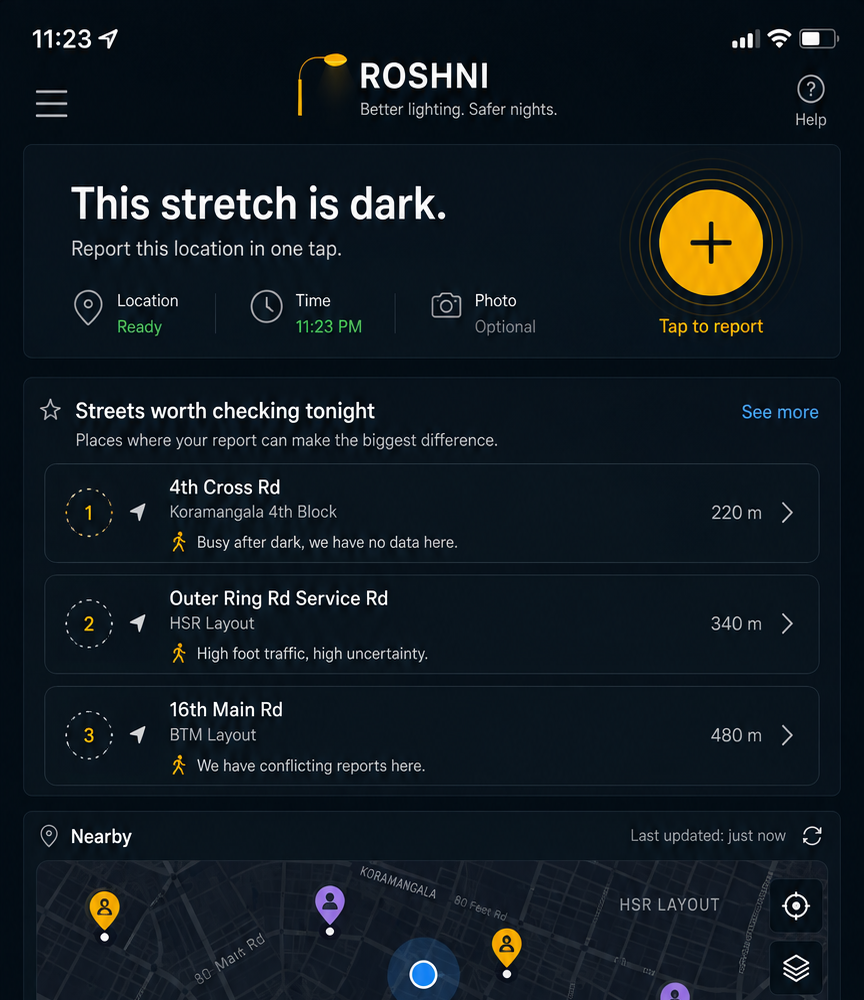 11:23
ROSHNI
Better lighting. Safer nights.
Help
This stretch is dark.
Report this location in one tap.
Location
Ready
Time
11:23 PM
Photo
Optional
Tap to report
Streets worth checking tonight
See more
Places where your report can make the biggest difference.
1
4th Cross Rd
Koramangala 4th Block
Busy after dark, we have no data here.
220 m
2
Outer Ring Rd Service Rd
HSR Layout
High foot traffic, high uncertainty.
340 m
3
16th Main Rd
BTM Layout
We have conflicting reports here.
480 m
Nearby
Last updated: just now
KORAMANGALA
80 Feet Rd
HSR LAYOUT
80 Maft Rd